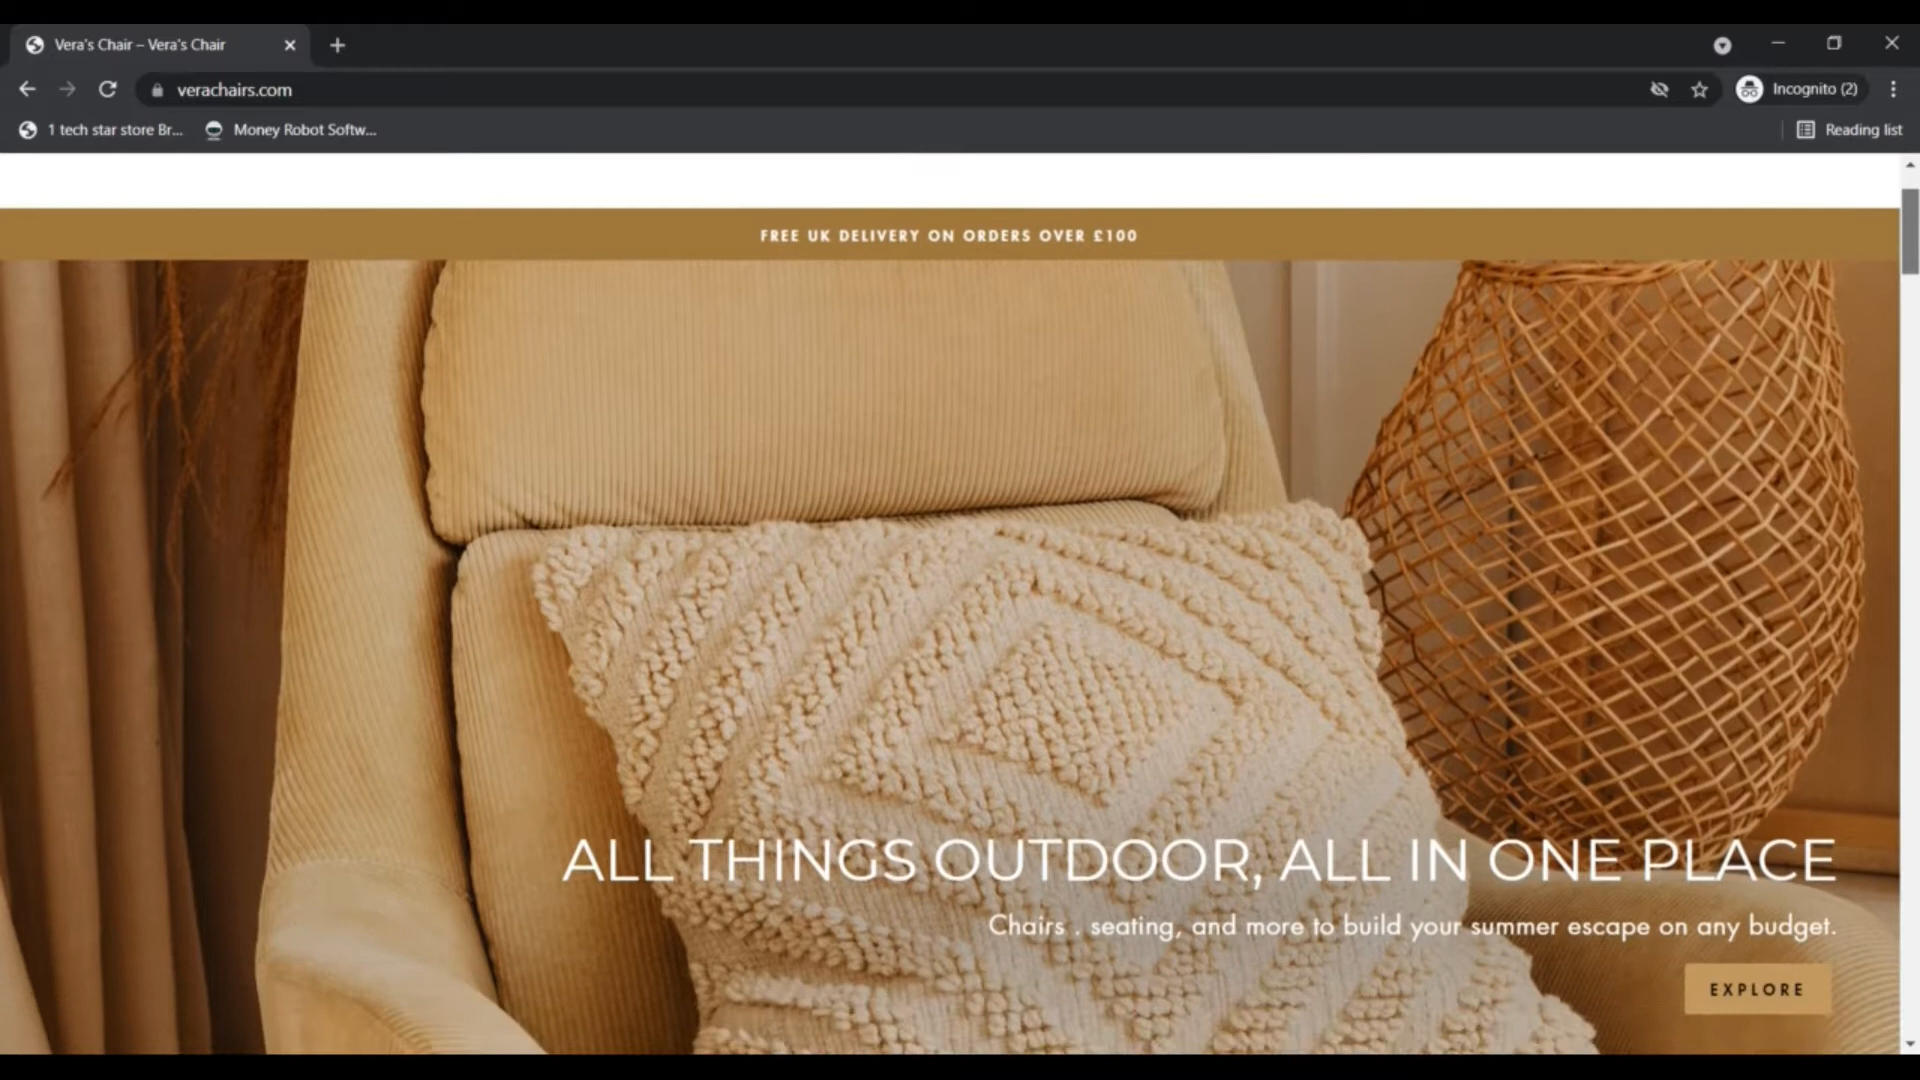 Vera's Chair – Vera's Chair
verachairs.com
Incognito (2)
1 tech star store Br...
Money Robot Softw...
Reading list
FREE UK DELIVERY ON ORDERS OVER £100
ALL THINGS OUTDOOR, ALL IN ONE PLACE
Chairs . seating, and more to build your summer escape on any budget.
EXPLORE